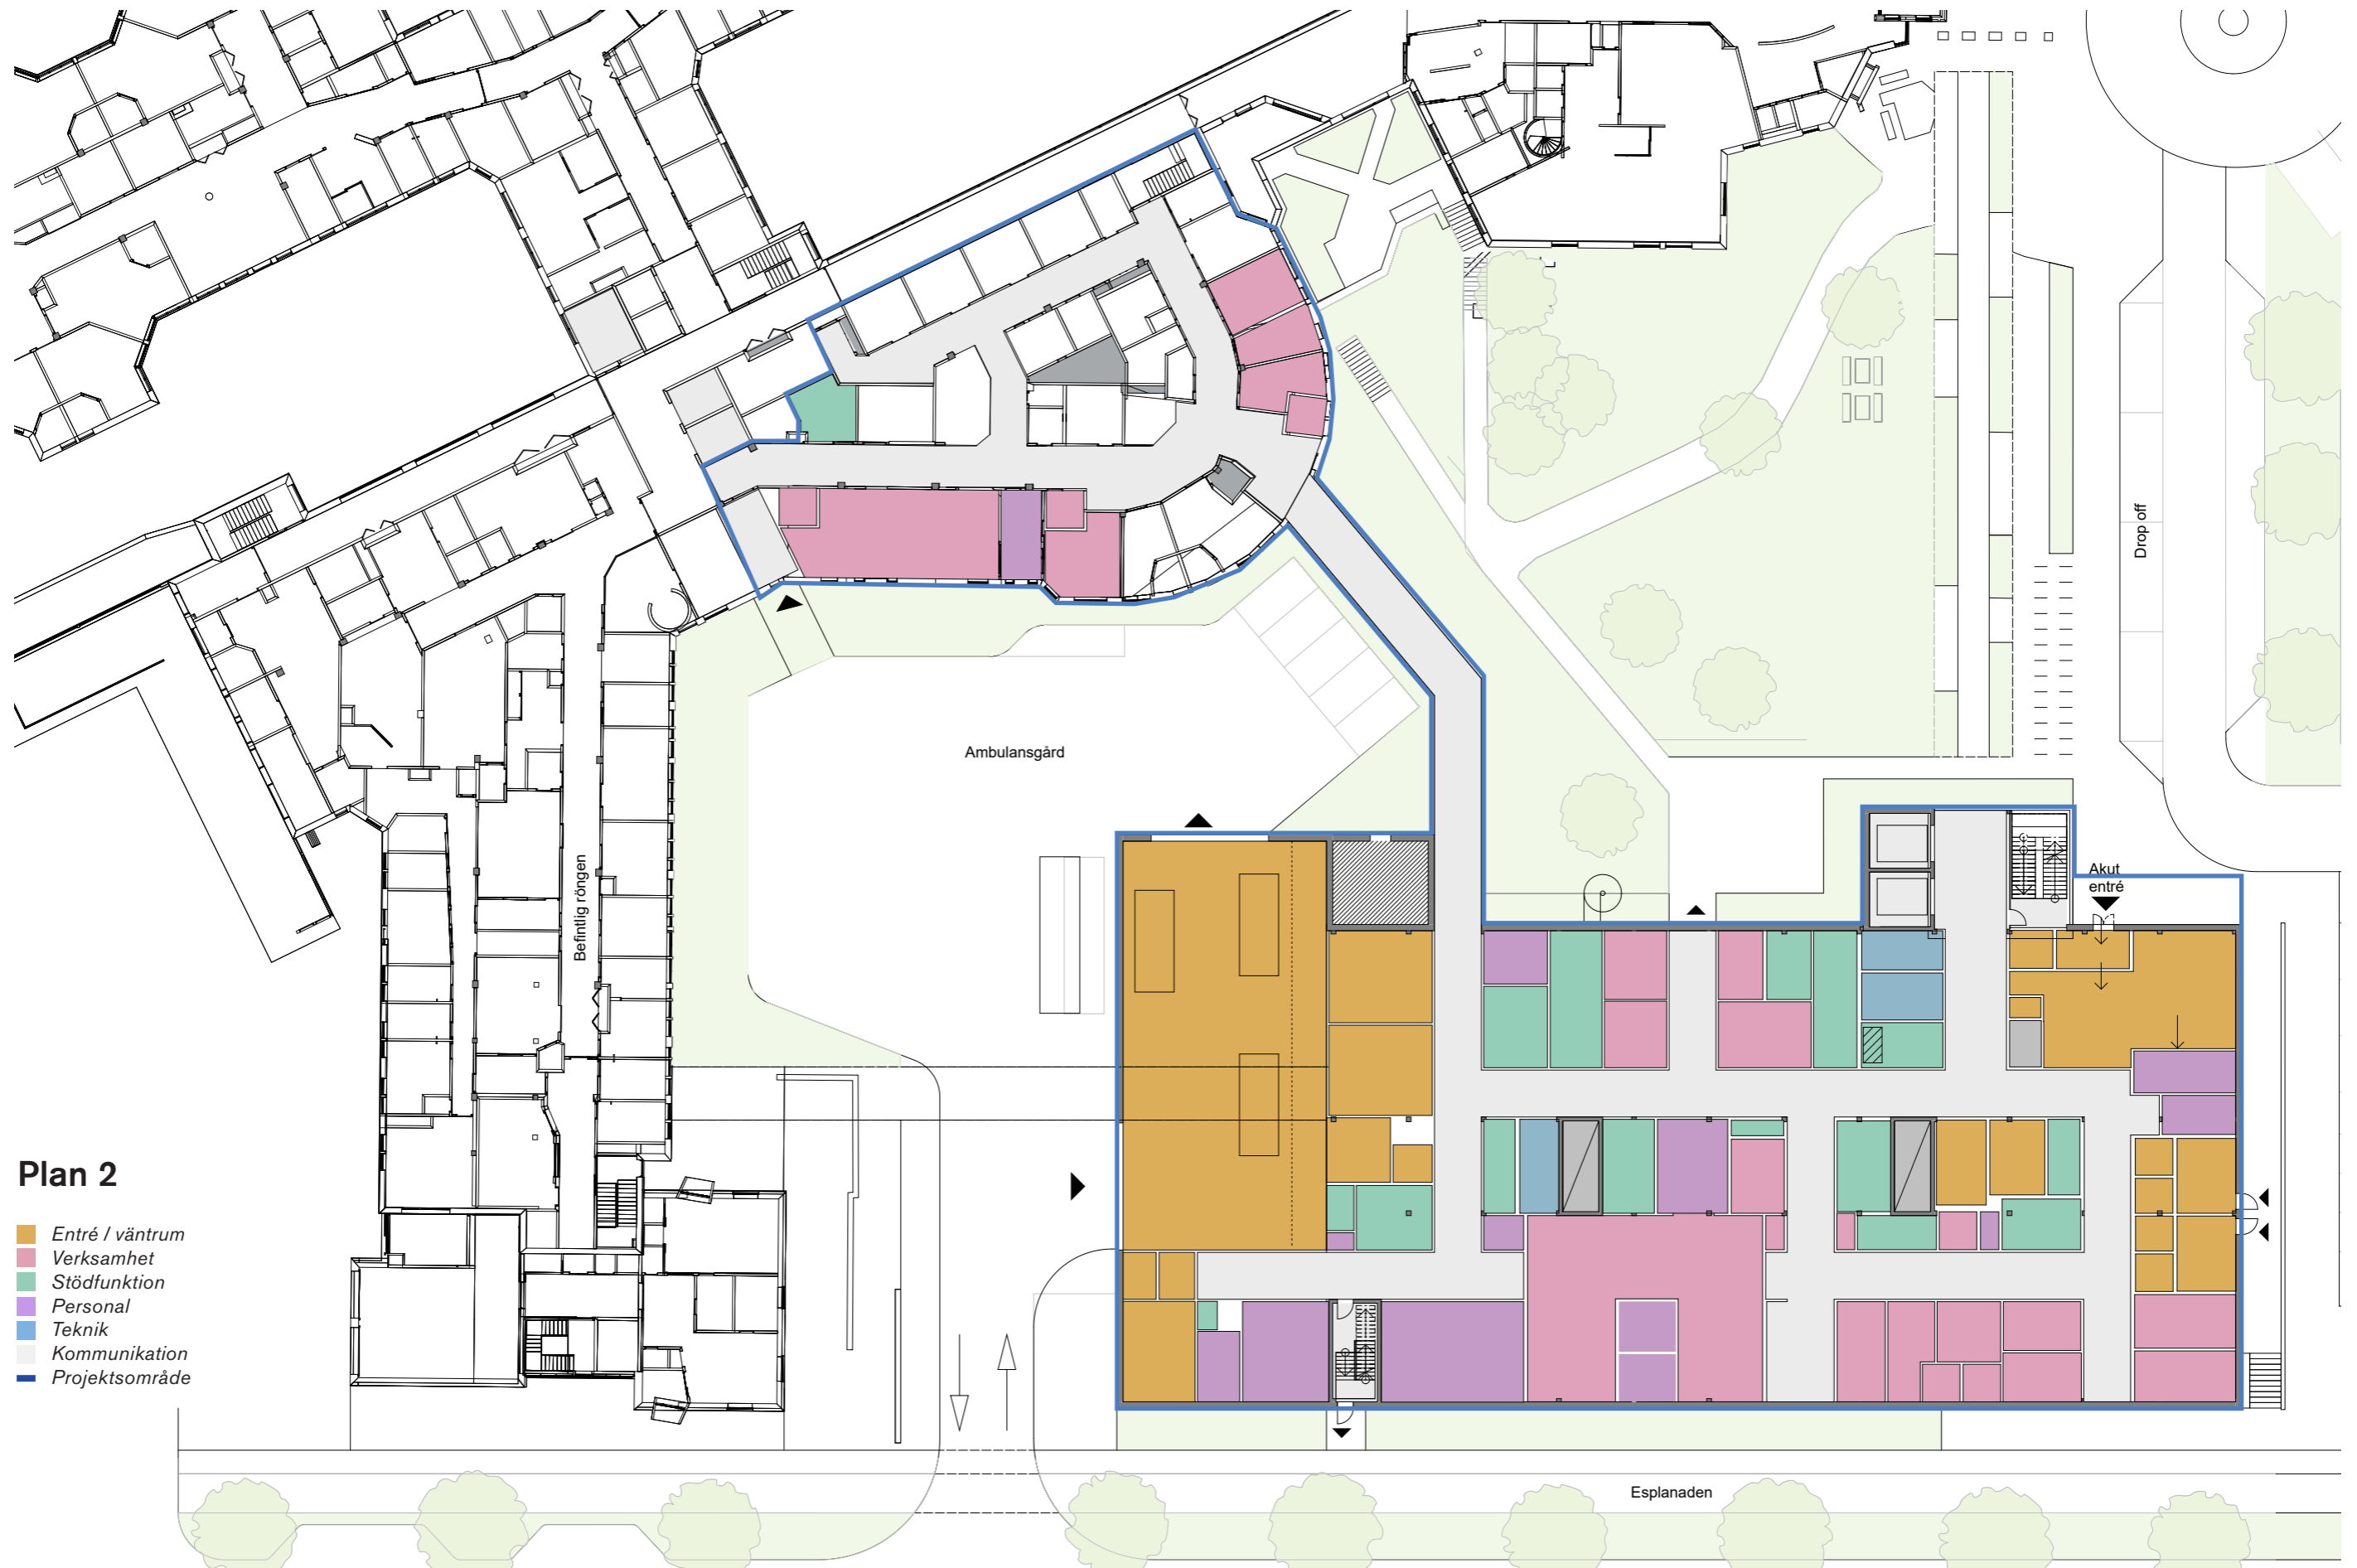 Drop off
Ambulansgård
Befintlig röngen
Akut
entré
Plan 2
Entré / väntrum
Verksamhet
Stödfunktion
Personal
Teknik
Kommunikation
Projektsområde
Esplanaden